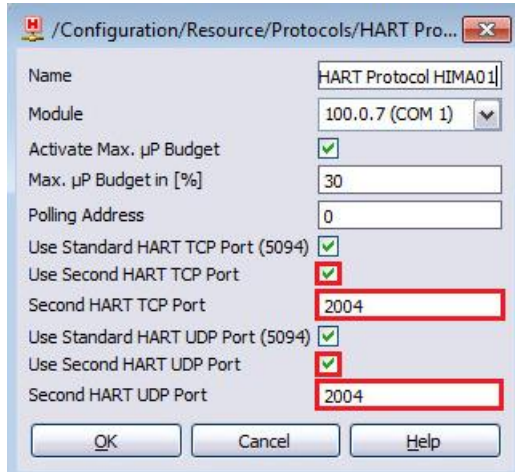 /Configuration/Resource/Protocols/HART Pro...
Name HART Protocol HIMA01
Module 100.0.7 (COM 1)
Activate Max. µP Budget
Max. µP Budget in [%] 30
Polling Address 0
Use Standard HART TCP Port (5094)
Use Second HART TCP Port
Second HART TCP Port 2004
Use Standard HART UDP Port (5094)
Use Second HART UDP Port
Second HART UDP Port 2004
OK Cancel Help